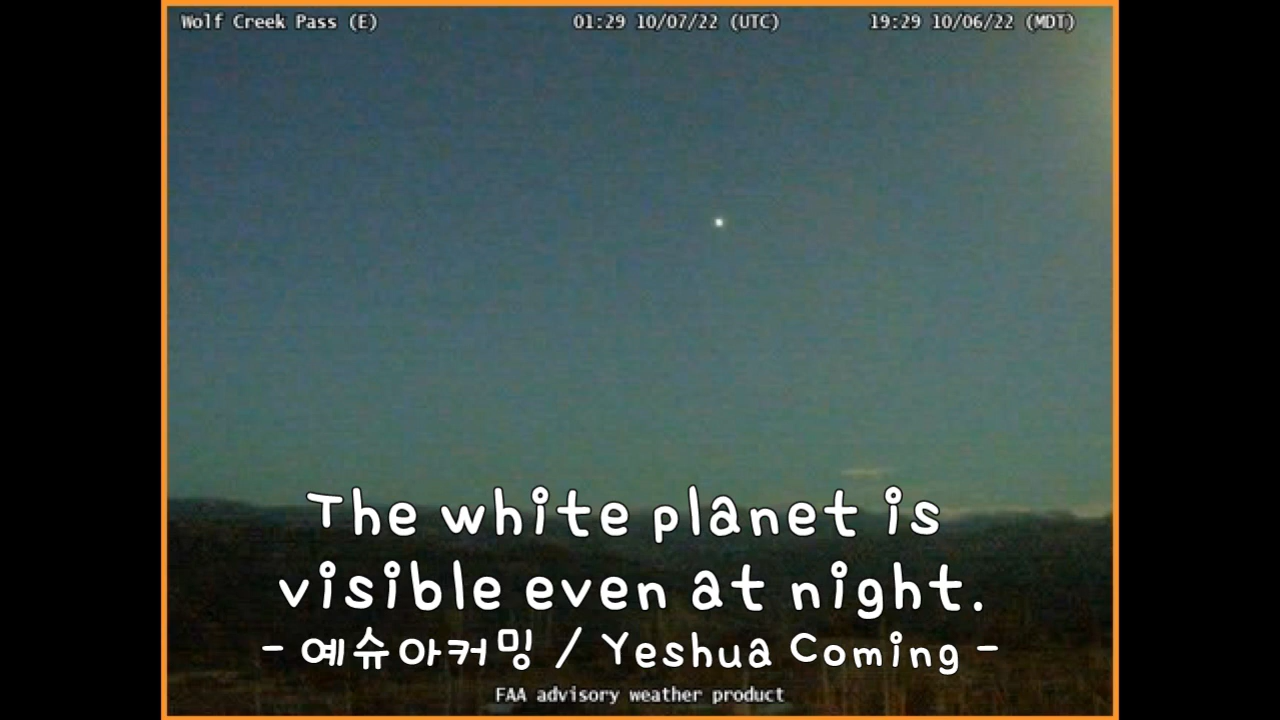 Wolf Creek Pass (E) 01:29 10/07/22 (UTC) 19:29 10/06/22 (MDT)
The white planet is
visible even at night.
- 예슈아커밍 / Yeshua Coming -
FAA advisory weather product